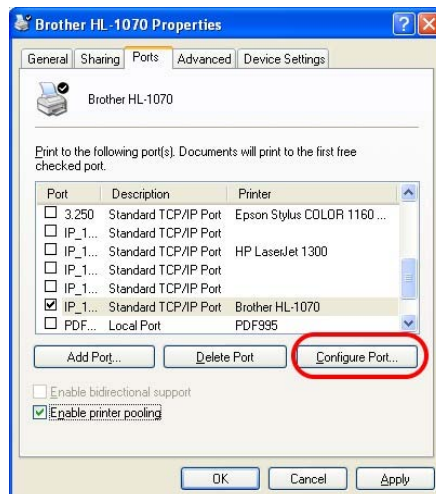 Brother HL-1070 Properties
General Sharing Ports Advanced Device Settings
Brother HL-1070
Print to the following port(s). Documents will print to the first free
checked port.
Port Description Printer
3.250 Standard TCP/IP Port Epson Stylus COLOR 1160 ...
IP_1... Standard TCP/IP Port
IP_1... Standard TCP/IP Port HP LaserJet 1300
IP_1... Standard TCP/IP Port
IP_1... Standard TCP/IP Port
IP_1... Standard TCP/IP Port Brother HL-1070
PDF... Local Port PDF995
Add Port... Delete Port Configure Port...
Enable bidirectional support
Enable printer pooling
OK Cancel Apply